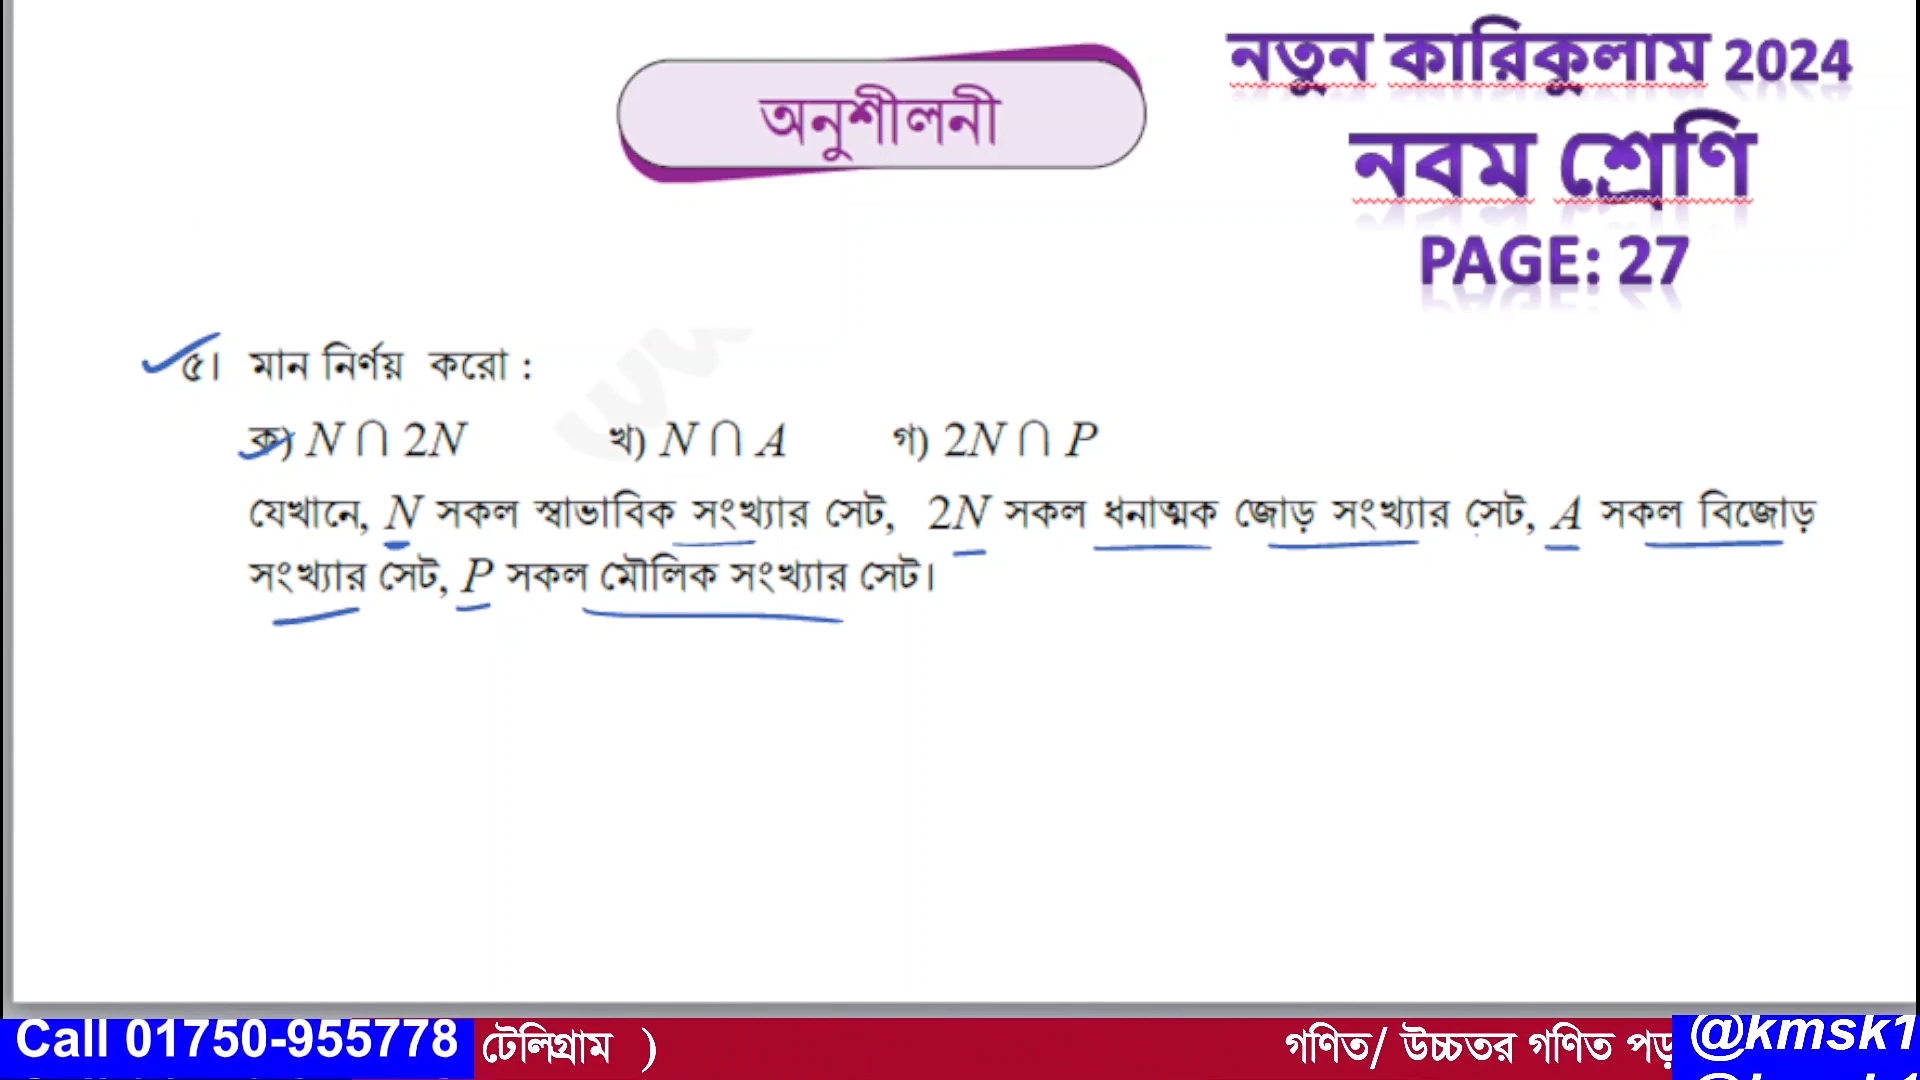 অনুশীলনী
নতুন কারিকুলাম 2024
নবম শ্রেণি
PAGE: 27
৫। মান নির্ণয় করো :
ক) N ∩ 2N খ) N ∩ A গ) 2N ∩ P
যেখানে, N সকল স্বাভাবিক সংখ্যার সেট, 2N সকল ধনাত্মক জোড় সংখ্যার সেট, A সকল বিজোড়
সংখ্যার সেট, P সকল মৌলিক সংখ্যার সেট।
Call 01750-955778 টেলিগ্রাম ) গণিত/ উচ্চতর গণিত @kmsk1